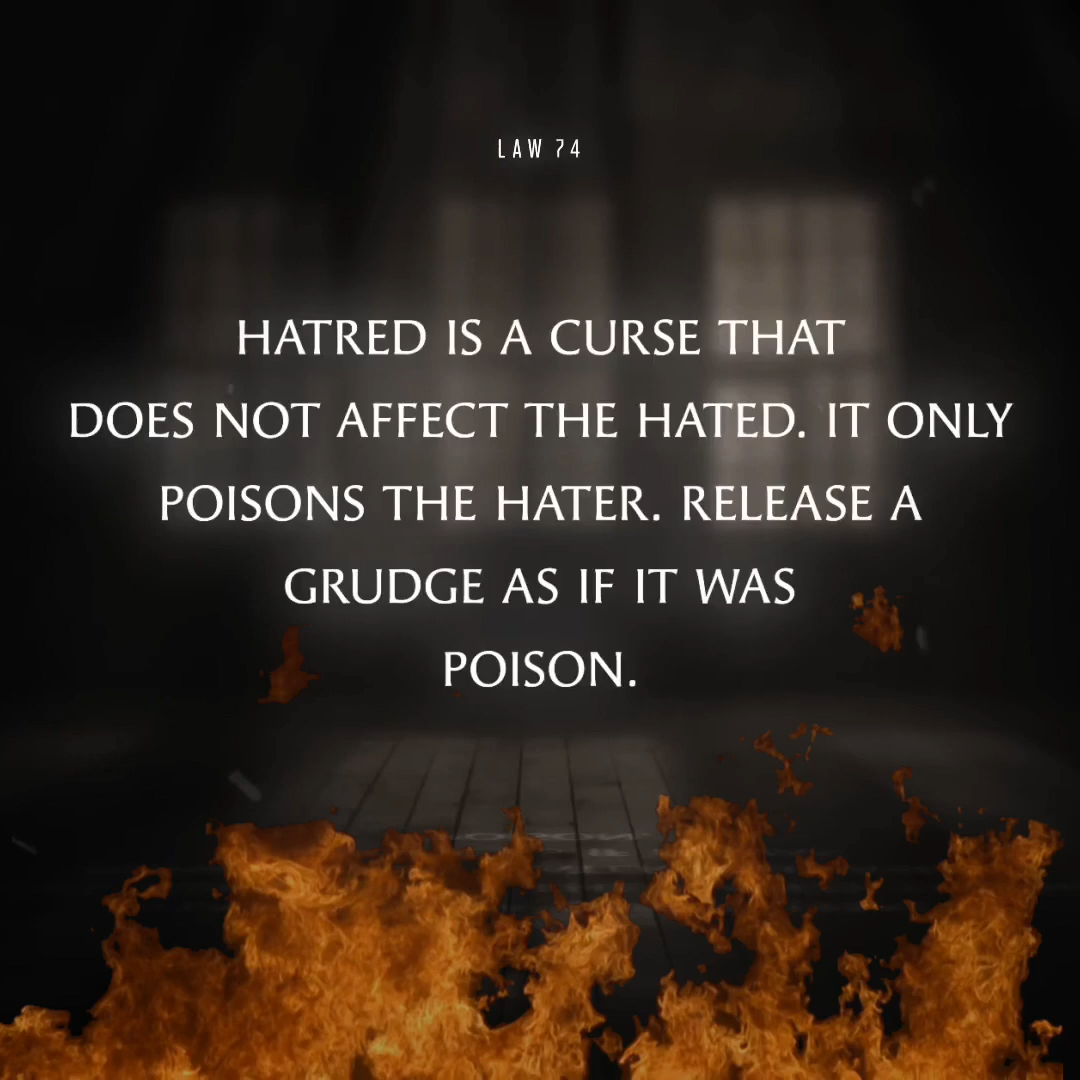 LAW 74
HATRED IS A CURSE THAT
DOES NOT AFFECT THE HATED. IT ONLY
POISONS THE HATER. RELEASE A
GRUDGE AS IF IT WAS
POISON.